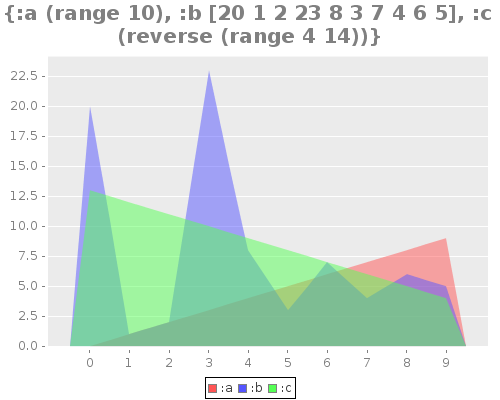 {:a (range 10), :b [20 1 2 23 8 3 7 4 6 5], :c
(reverse (range 4 14))}
22.5
20.0
17.5
15.0
12.5
10.0
7.5
5.0
2.5
0.0
0 1 2 3 4 5 6 7 8 9
:a :b :c